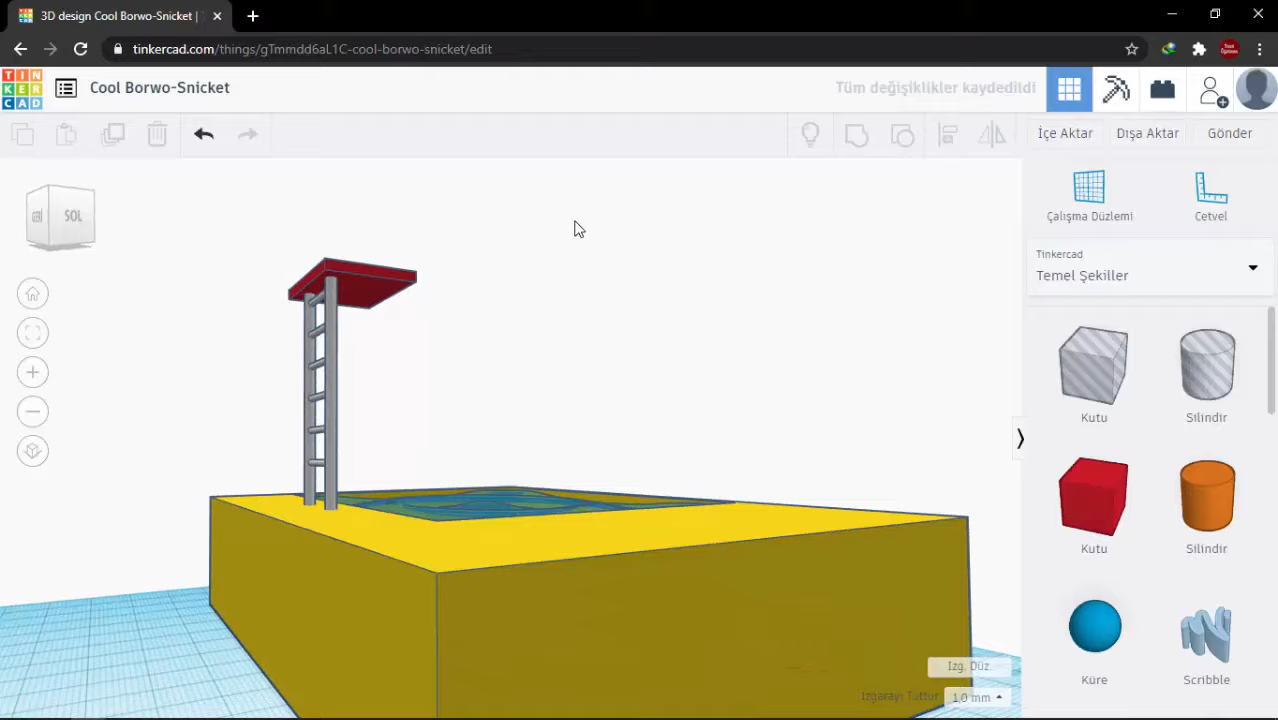 3D design Cool Borwo-Snicket |
tinkercad.com/things/gTmmdd6aL1C-cool-borwo-snicket/edit
TIN
KER
CAD
Cool Borwo-Snicket
Tüm değişiklikler kaydedildi
İçe Aktar
Dışa Aktar
Gönder
SOL
Çalışma Düzlemi
Cetvel
Tinkercad
Temel Şekiller
Kutu
Silindir
Kutu
Silindir
Küre
Scribble
Izg. Düz
Izgarayı Tuttur
1,0 mm